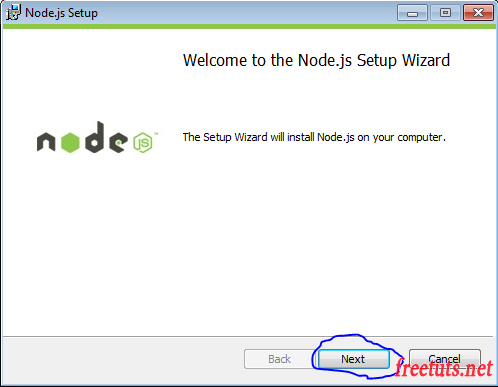 Node.js Setup
Welcome to the Node.js Setup Wizard
node JS ™
The Setup Wizard will install Node.js on your computer.
Back Next Cancel
freetuts.net